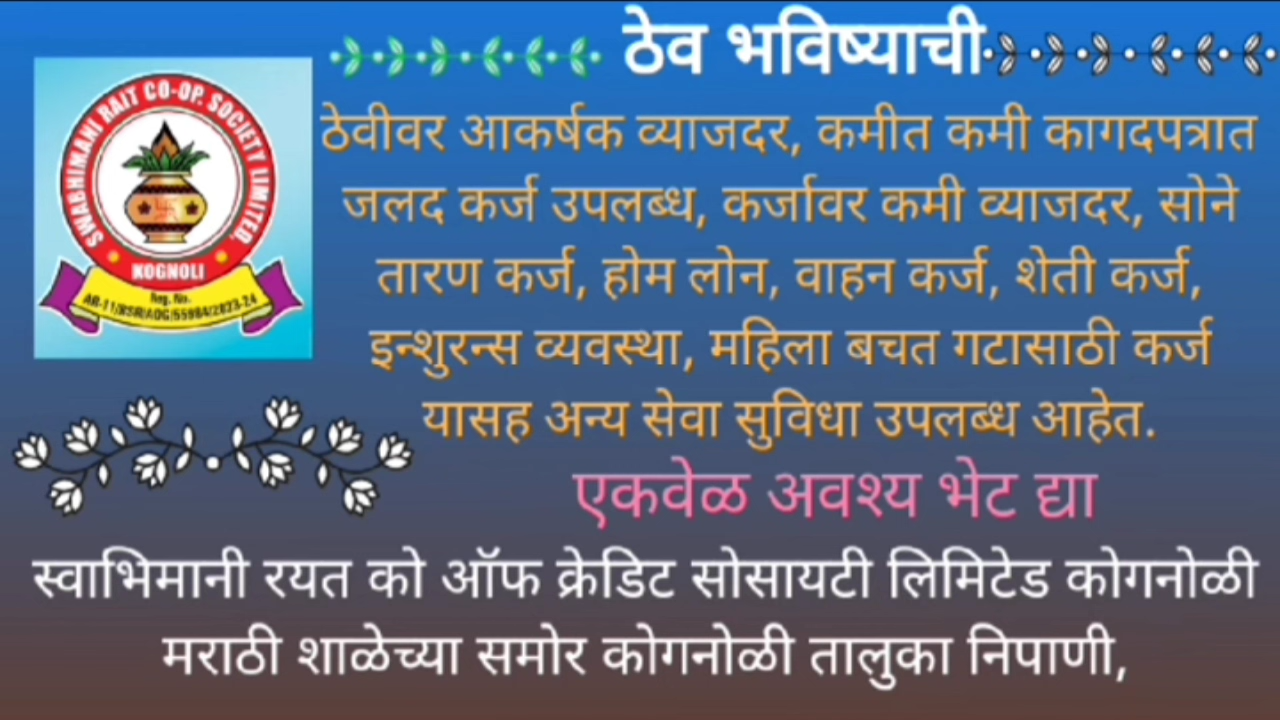 ठेव भविष्याची
SWABHIMANI RAIT CO-OP. SOCIETY LIMITED.
KOGNOLI
Reg. No.
ठेवीवर आकर्षक व्याजदर, कमीत कमी कागदपत्रात
जलद कर्ज उपलब्ध, कर्जावर कमी व्याजदर, सोने
तारण कर्ज, होम लोन, वाहन कर्ज, शेती कर्ज,
इन्शुरन्स व्यवस्था, महिला बचत गटासाठी कर्ज
यासह अन्य सेवा सुविधा उपलब्ध आहेत.
एकवेळ अवश्य भेट द्या
स्वाभिमानी रयत को ऑफ क्रेडिट सोसायटी लिमिटेड कोगनोळी
मराठी शाळेच्या समोर कोगनोळी तालुका निपाणी,